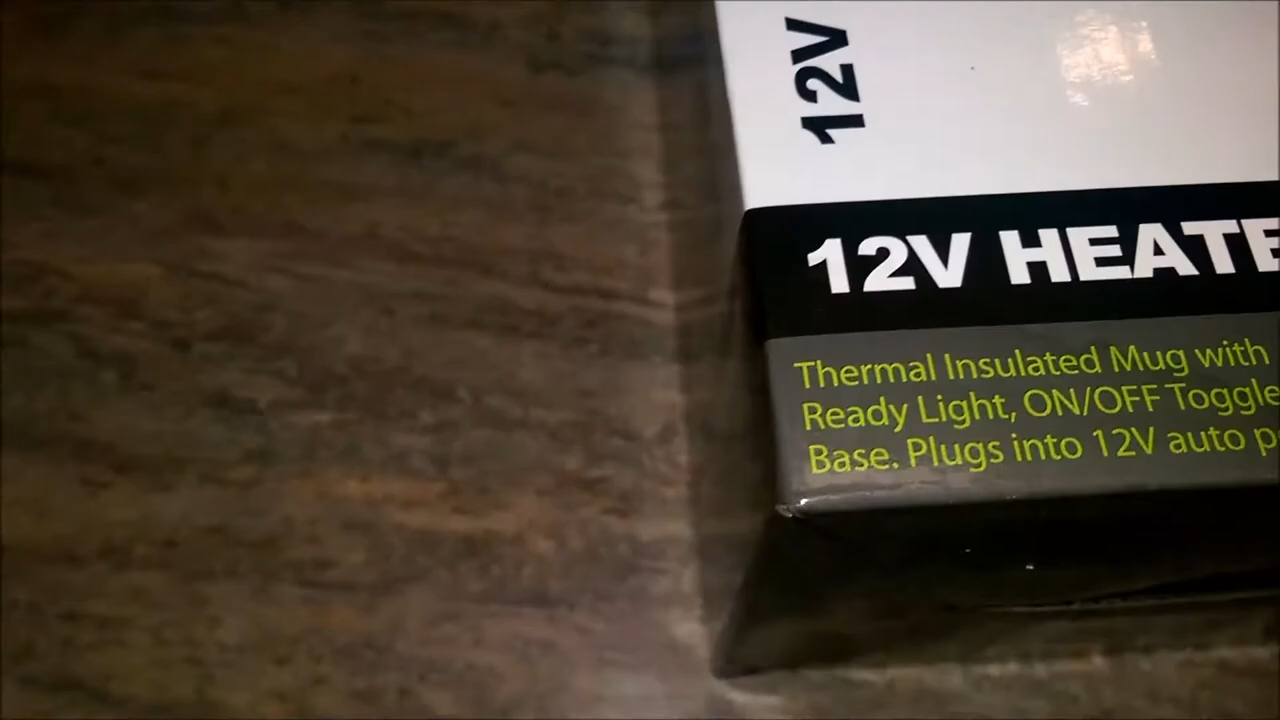 12V
12V HEATE
Thermal Insulated Mug with
Ready Light, ON/OFF Toggle
Base. Plugs into 12V auto p